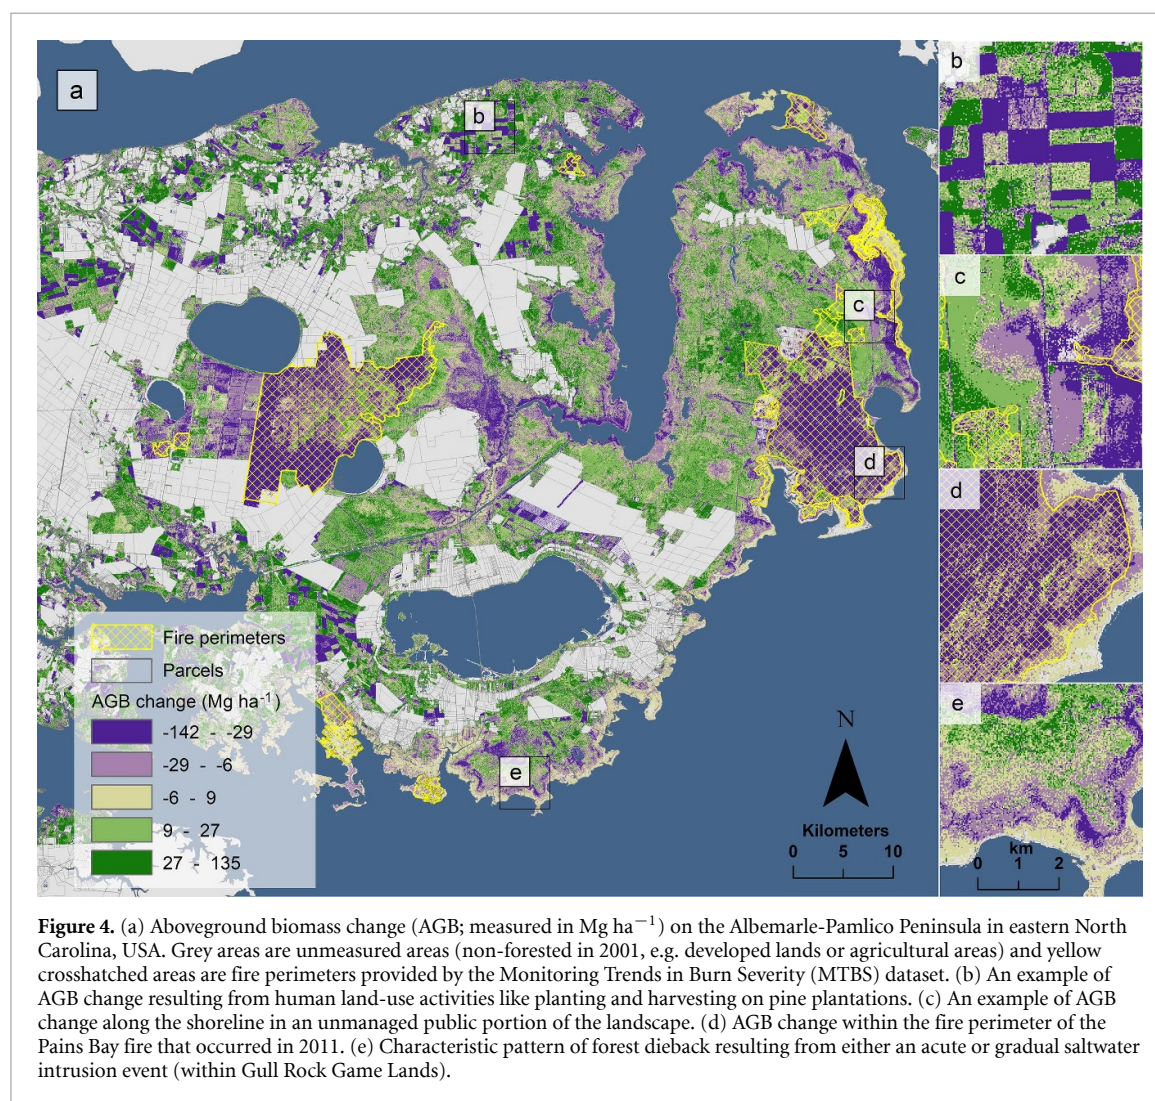 a
b
c
d
e
b
c
d
e
Fire perimeters
Parcels
AGB change (Mg ha⁻¹)
-142 - -29
-29 - -6
-6 - 9
9 - 27
27 - 135
N
Kilometers
0 5 10
km
0 1 2
Figure 4. (a) Aboveground biomass change (AGB; measured in Mg ha⁻¹) on the Albemarle-Pamlico Peninsula in eastern North
Carolina, USA. Grey areas are unmeasured areas (non-forested in 2001, e.g. developed lands or agricultural areas) and yellow
crosshatched areas are fire perimeters provided by the Monitoring Trends in Burn Severity (MTBS) dataset. (b) An example of
AGB change resulting from human land-use activities like planting and harvesting on pine plantations. (c) An example of AGB
change along the shoreline in an unmanaged public portion of the landscape. (d) AGB change within the fire perimeter of the
Pains Bay fire that occurred in 2011. (e) Characteristic pattern of forest dieback resulting from either an acute or gradual saltwater
intrusion event (within Gull Rock Game Lands).